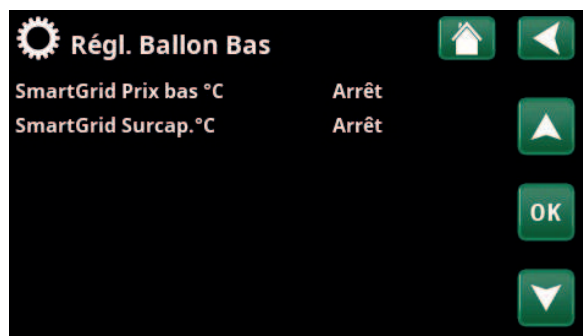 Régl. Ballon Bas
SmartGrid Prix bas °C Arrêt
SmartGrid Surcap.°C Arrêt
OK